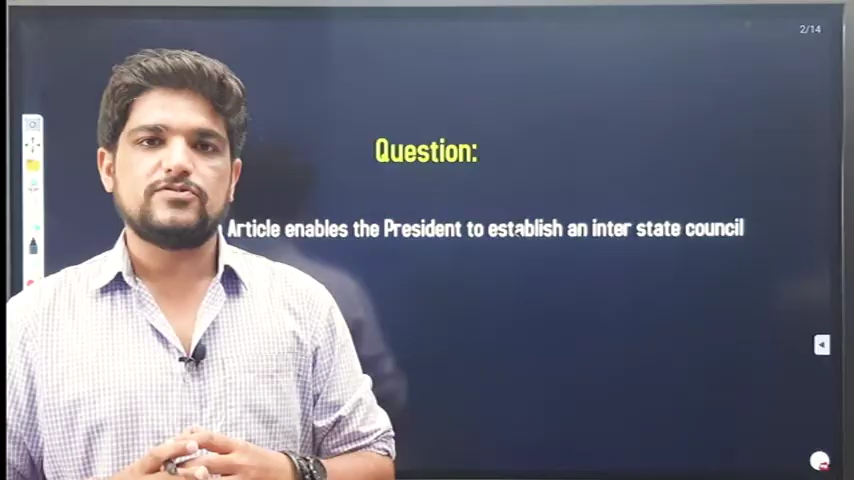 2/14
Question:
Article enables the President to establish an inter state council